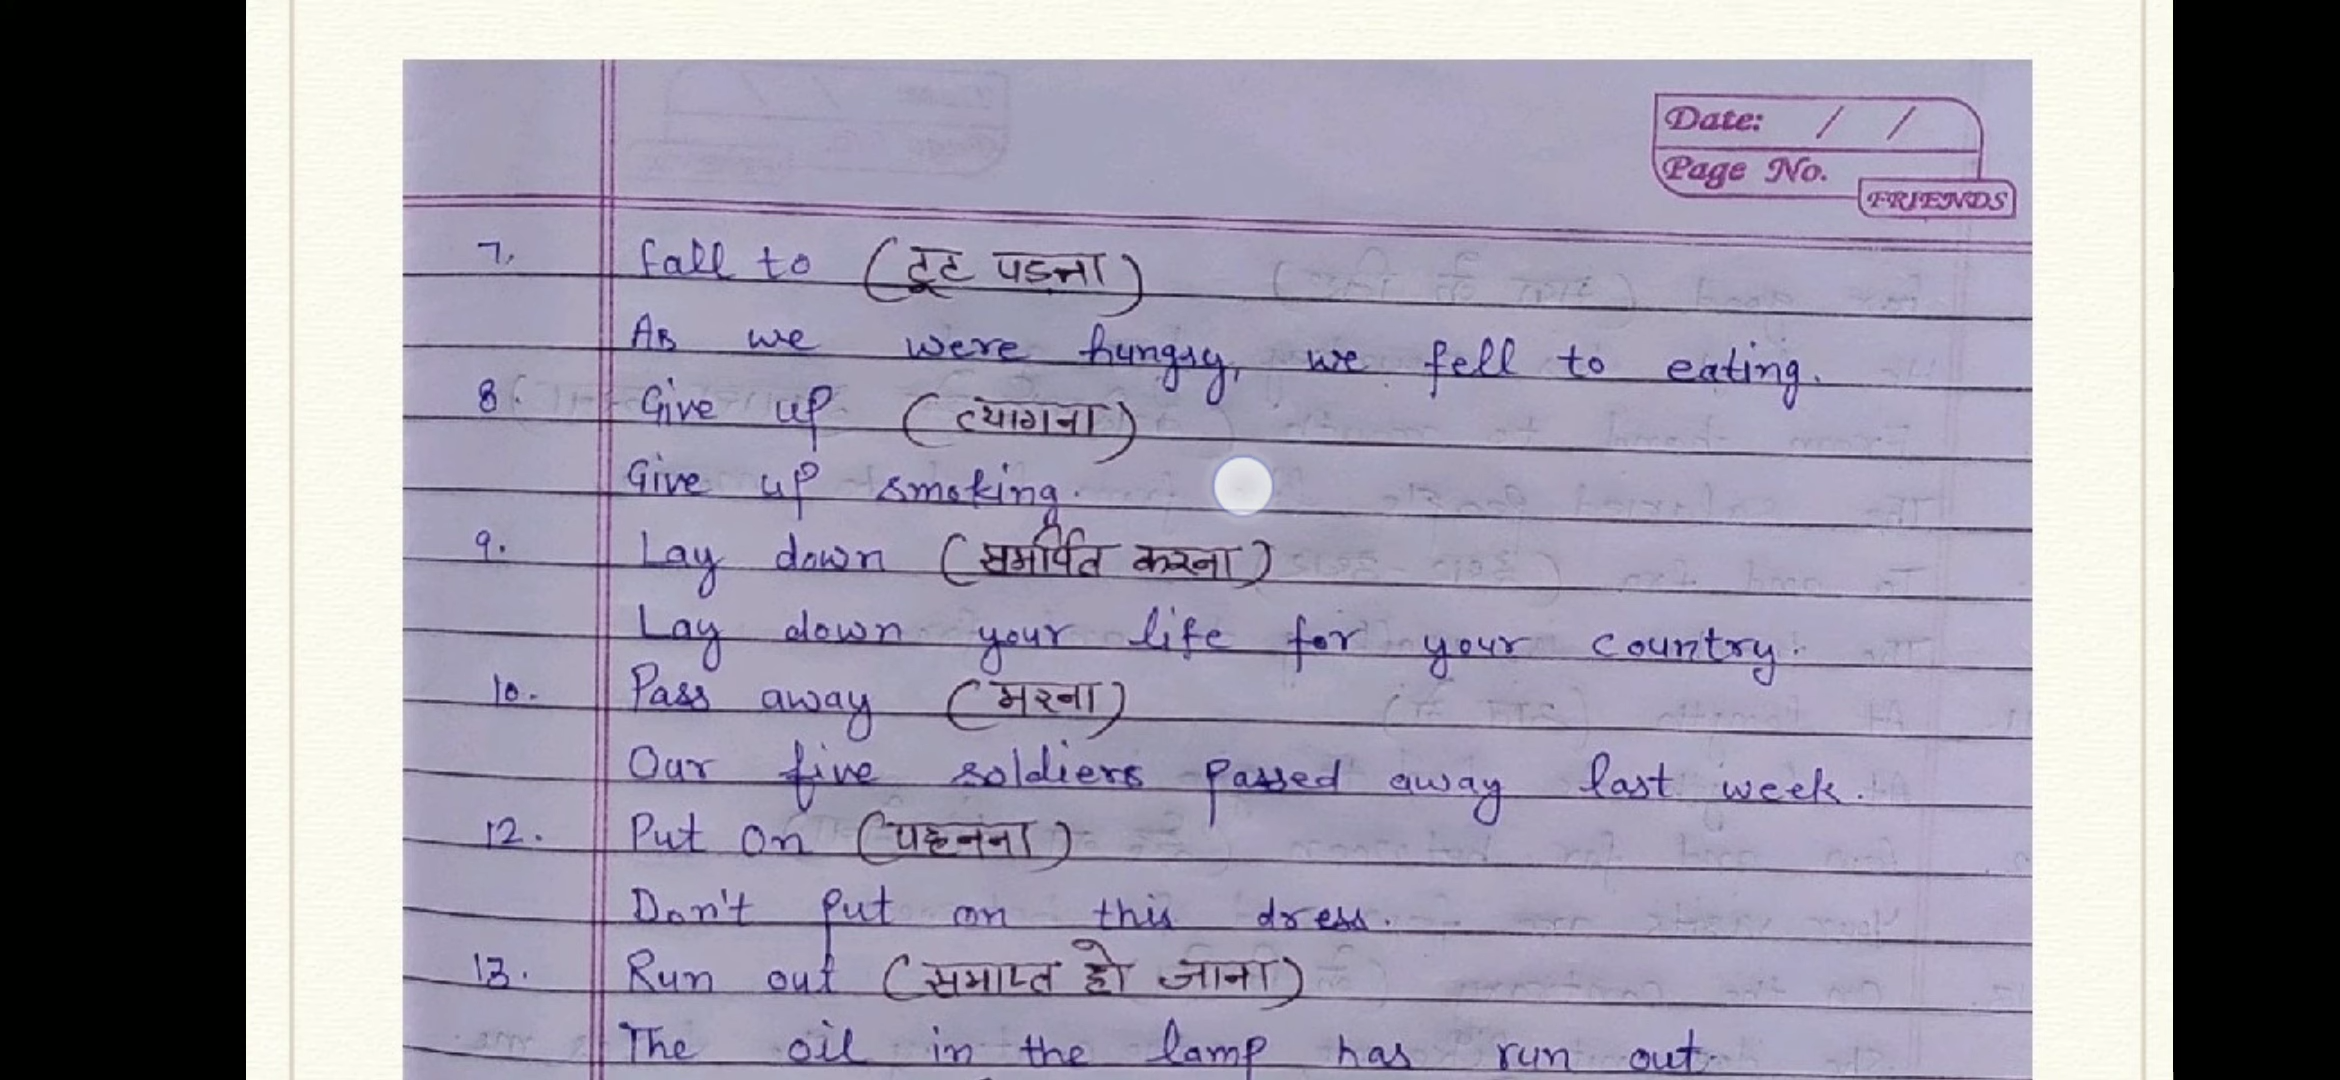 Date: / /
Page No.
FRIENDS
7. fall to (टूट पडना)
As we were hungry, we fell to eating.
8. Give up (त्यागना)
Give up smoking.
9. Lay down (समर्पित करना)
Lay down your life for your country.
10. Pass away (मरना)
Our five soldiers passed away last week.
12. Put on (पहनना)
Don't put on this dress.
13. Run out (समाप्त हो जाना)
The oil in the lamp has run out.